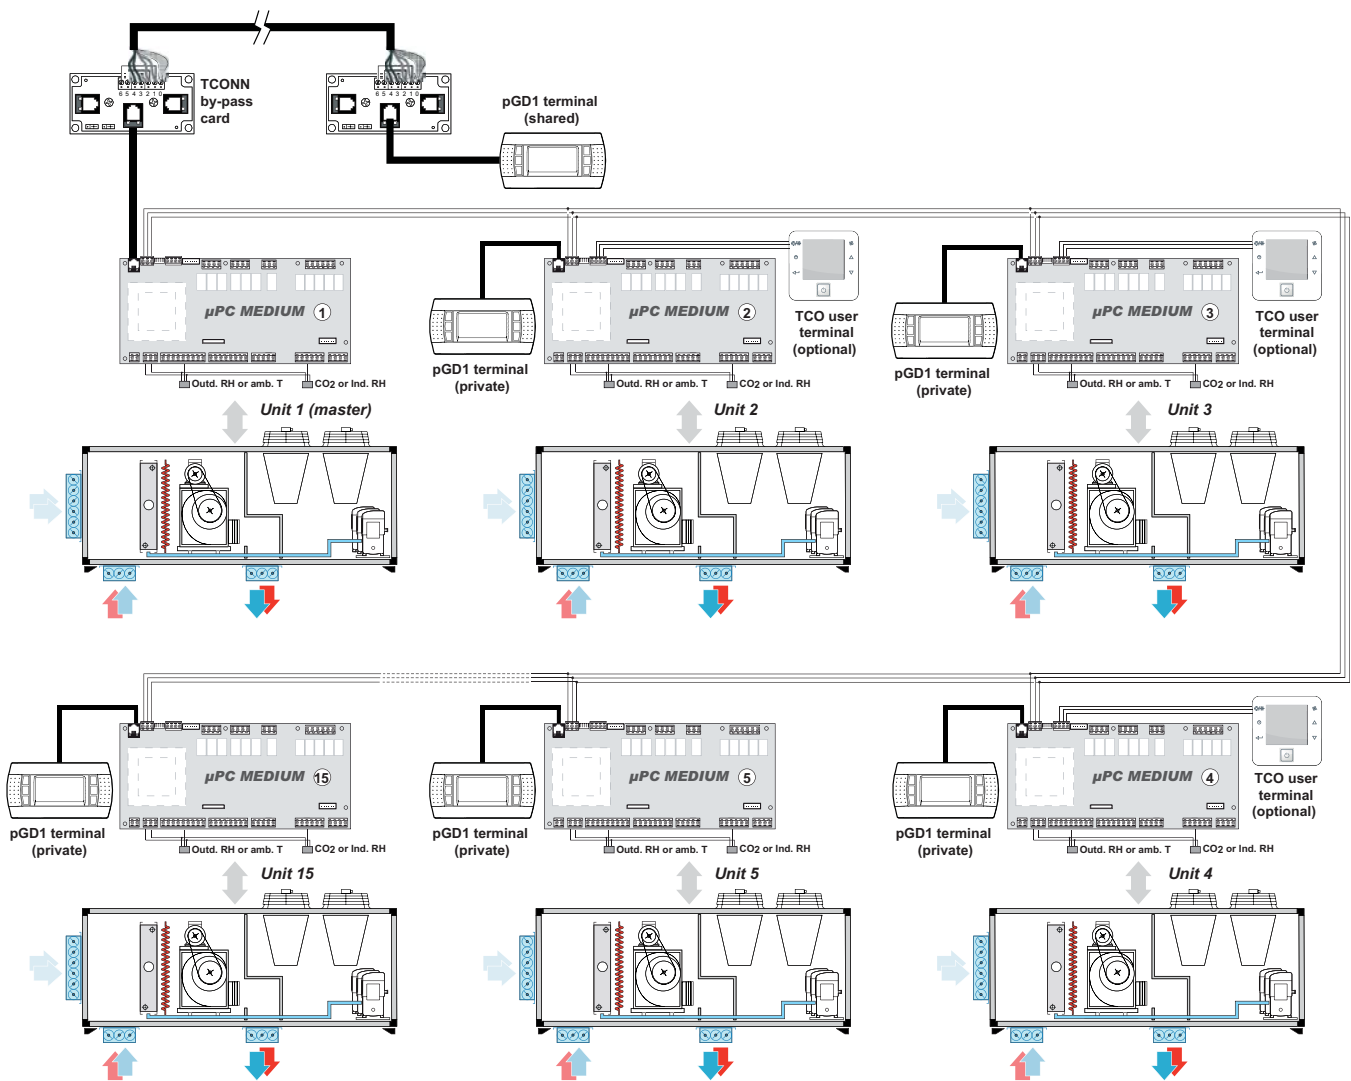 TCONN
by-pass
card
6 5 4 3 2 1 0
6 5 4 3 2 1 0
pGD1 terminal
(shared)
µPC MEDIUM 1
Outd. RH or amb. T
CO2 or Ind. RH
Unit 1 (master)
pGD1 terminal
(private)
µPC MEDIUM 2
TCO user
terminal
(optional)
Outd. RH or amb. T
CO2 or Ind. RH
Unit 2
pGD1 terminal
(private)
µPC MEDIUM 3
TCO user
terminal
(optional)
Outd. RH or amb. T
CO2 or Ind. RH
Unit 3
pGD1 terminal
(private)
µPC MEDIUM 15
Outd. RH or amb. T
CO2 or Ind. RH
Unit 15
pGD1 terminal
(private)
µPC MEDIUM 5
Outd. RH or amb. T
CO2 or Ind. RH
Unit 5
pGD1 terminal
(private)
µPC MEDIUM 4
TCO user
terminal
(optional)
Outd. RH or amb. T
CO2 or Ind. RH
Unit 4